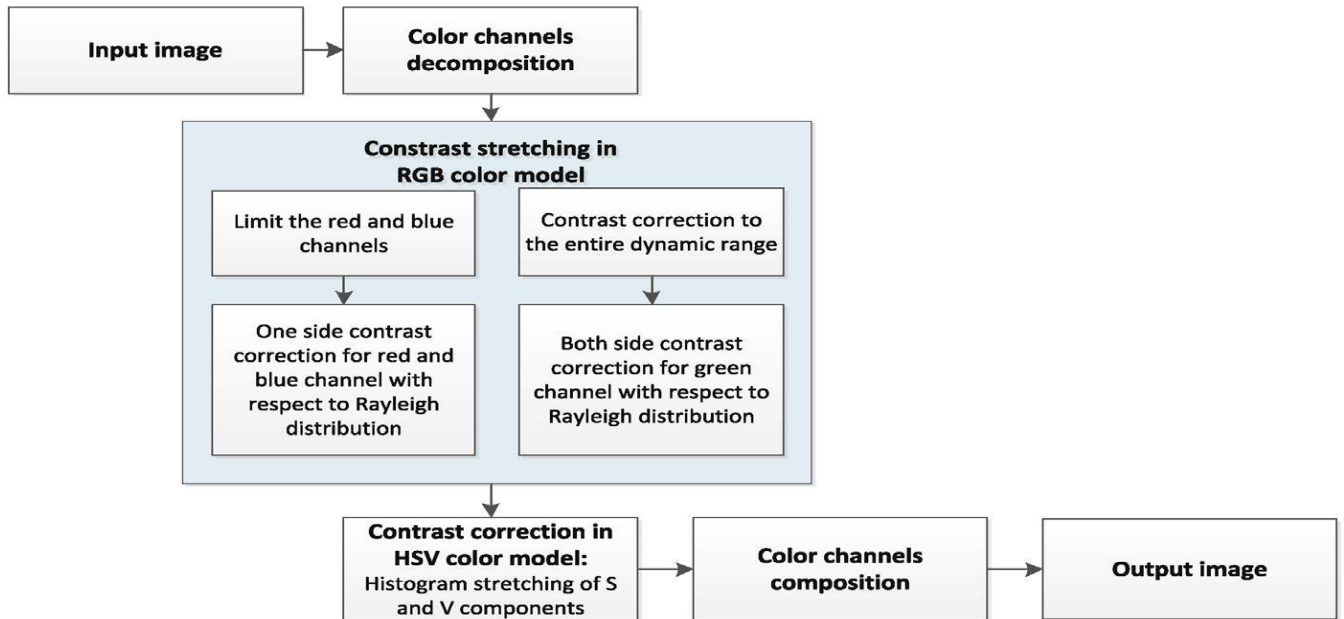 Input image
Color channels
decomposition
Constrast stretching in
RGB color model
Limit the red and blue
channels
Contrast correction to
the entire dynamic range
One side contrast
correction for red and
blue channel with
respect to Rayleigh
distribution
Both side contrast
correction for green
channel with respect to
Rayleigh distribution
Contrast correction in
HSV color model:
Histogram stretching of S
and V components
Color channels
composition
Output image